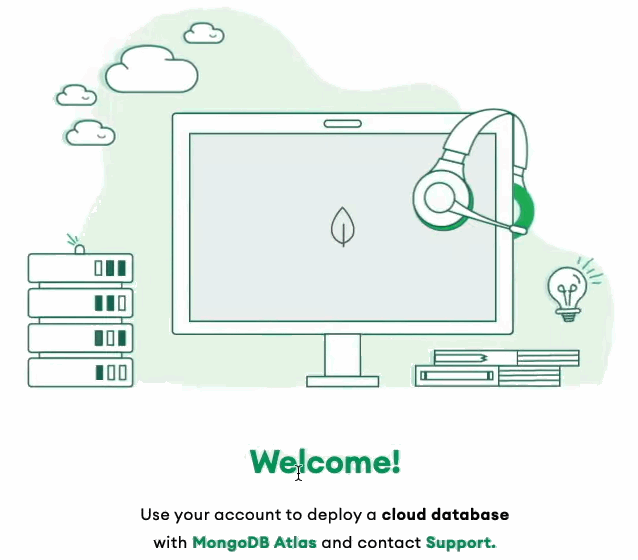 Welcome!
Use your account to deploy a cloud database
with MongoDB Atlas and contact Support.